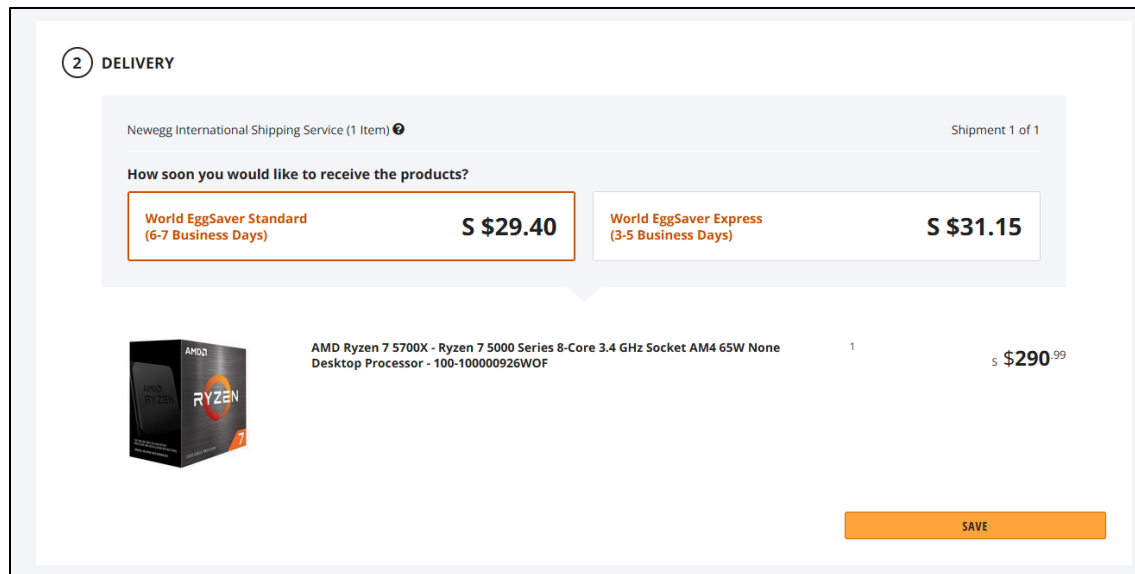 2 DELIVERY
Newegg International Shipping Service (1 Item) ?
Shipment 1 of 1
How soon you would like to receive the products?
World EggSaver Standard
(6-7 Business Days)
S $29.40
World EggSaver Express
(3-5 Business Days)
S $31.15
AMD
AMD
RYZEN
RYZEN
7
AMD Ryzen 7 5700X - Ryzen 7 5000 Series 8-Core 3.4 GHz Socket AM4 65W None
Desktop Processor - 100-100000926WOF
1
S $290.99
SAVE